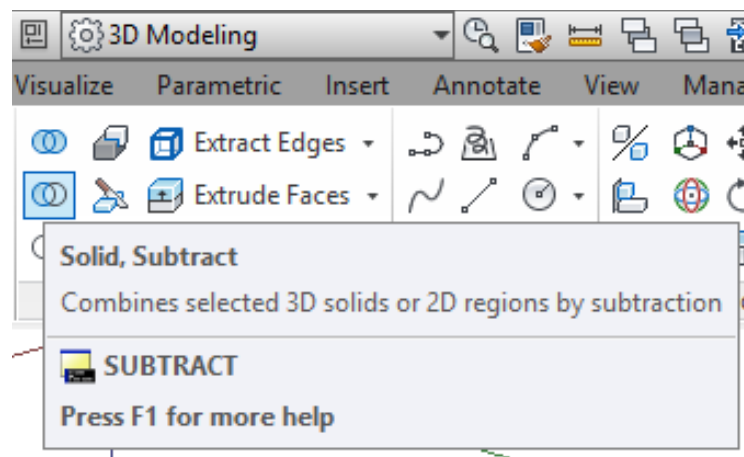 3D Modeling
Visualize Parametric Insert Annotate View Mana
Extract Edges
Extrude Faces
Solid, Subtract
Combines selected 3D solids or 2D regions by subtraction
SUBTRACT
Press F1 for more help